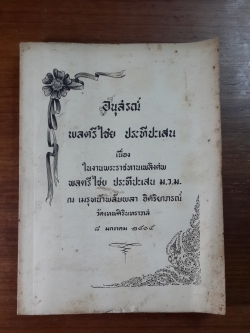 อนุสรณ์
พลตรีไชย ประทีปะเสน
เนื่อง
ในงานพระราชทานเพลิงศพ
พลตรีไชย ประทีปะเสน ม.ว.ม.
ณ เมรุหน้าพลับพลา อิศริยาภรณ์
วัดเทพศิรินทราวาส
๘ มกราคม ๒๕๐๕